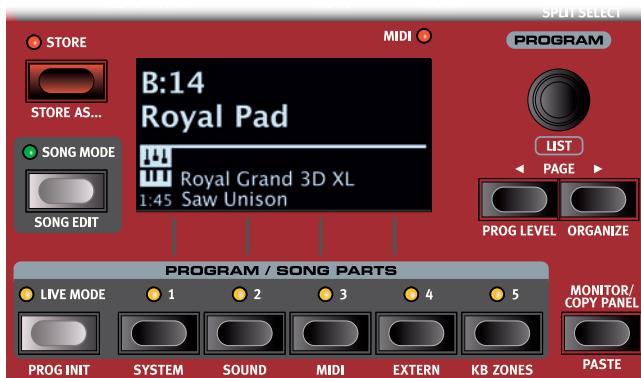 SPLIT SELECT
STORE
MIDI
PROGRAM
B:14
Royal Pad
STORE AS...
SONG MODE
LIST
◄ PAGE ►
Royal Grand 3D XL
1:45 Saw Unison
SONG EDIT
PROG LEVEL ORGANIZE
PROGRAM / SONG PARTS
LIVE MODE 1 2 3 4 5
MONITOR/
COPY PANEL
PROG INIT SYSTEM SOUND MIDI EXTERN KB ZONES
PASTE